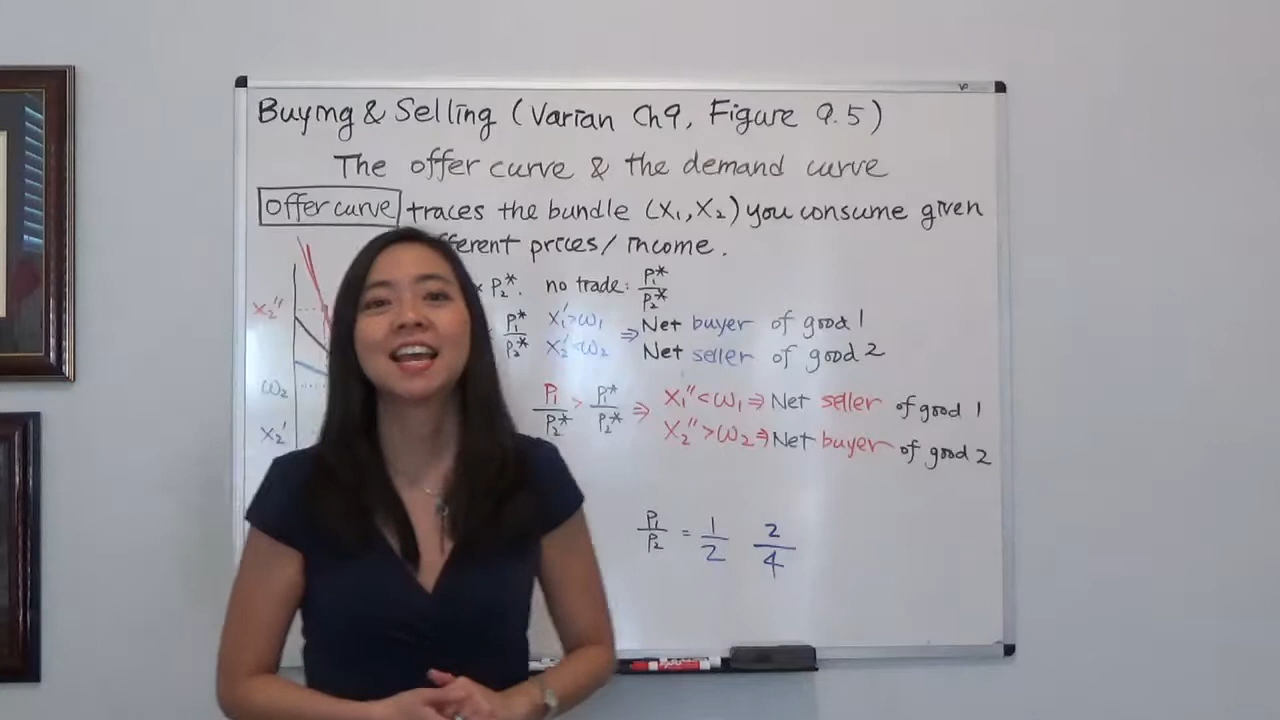 Buying & Selling (Varian Ch9, Figure 9.5)
The offer curve & the demand curve
offer curve traces the bundle (X₁, X₂) you consume given
fferent prices/ income.
P₂*. no trade: P₁*/P₂*
P₁*/P₂* X₁'>ω₁ ⇒ Net buyer of good 1
X₂'<ω₂ Net seller of good 2
P₁/P₂* > P₁*/P₂* ⇒ X₁''<ω₁ ⇒ Net seller of good 1
X₂''>ω₂ ⇒ Net buyer of good 2
X₂''
ω₂
X₂'
P₁/P₂ = 1/2 2/4